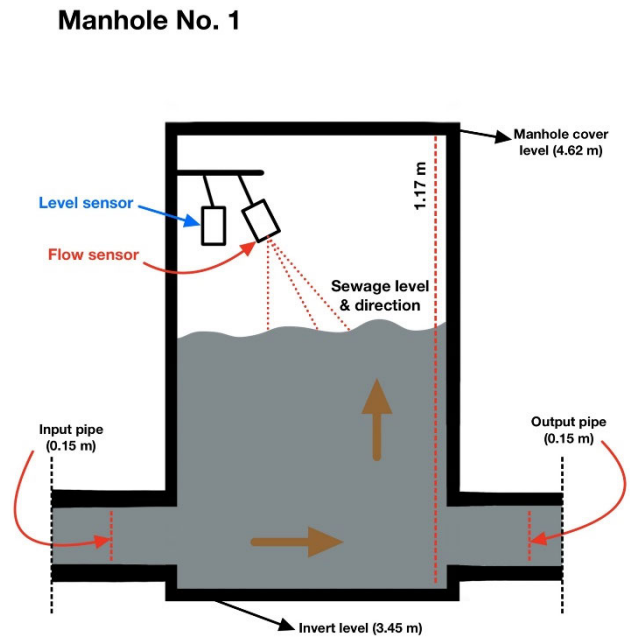 Manhole No. 1
Manhole cover
level (4.62 m)
1.17 m
Level sensor
Flow sensor
Sewage level
& direction
Input pipe
(0.15 m)
Output pipe
(0.15 m)
Invert level (3.45 m)